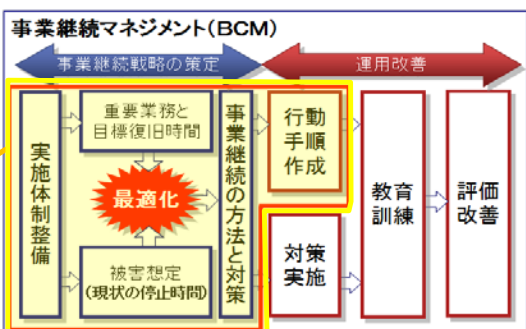 事業継続マネジメント(BCM)
事業継続戦略の策定
運用改善
実施体制整備
重要業務と
目標復旧時間
最適化
被害想定
(現状の停止時間)
事業継続の方法と対策
行動
手順
作成
対策
実施
教育
訓練
評価
改善